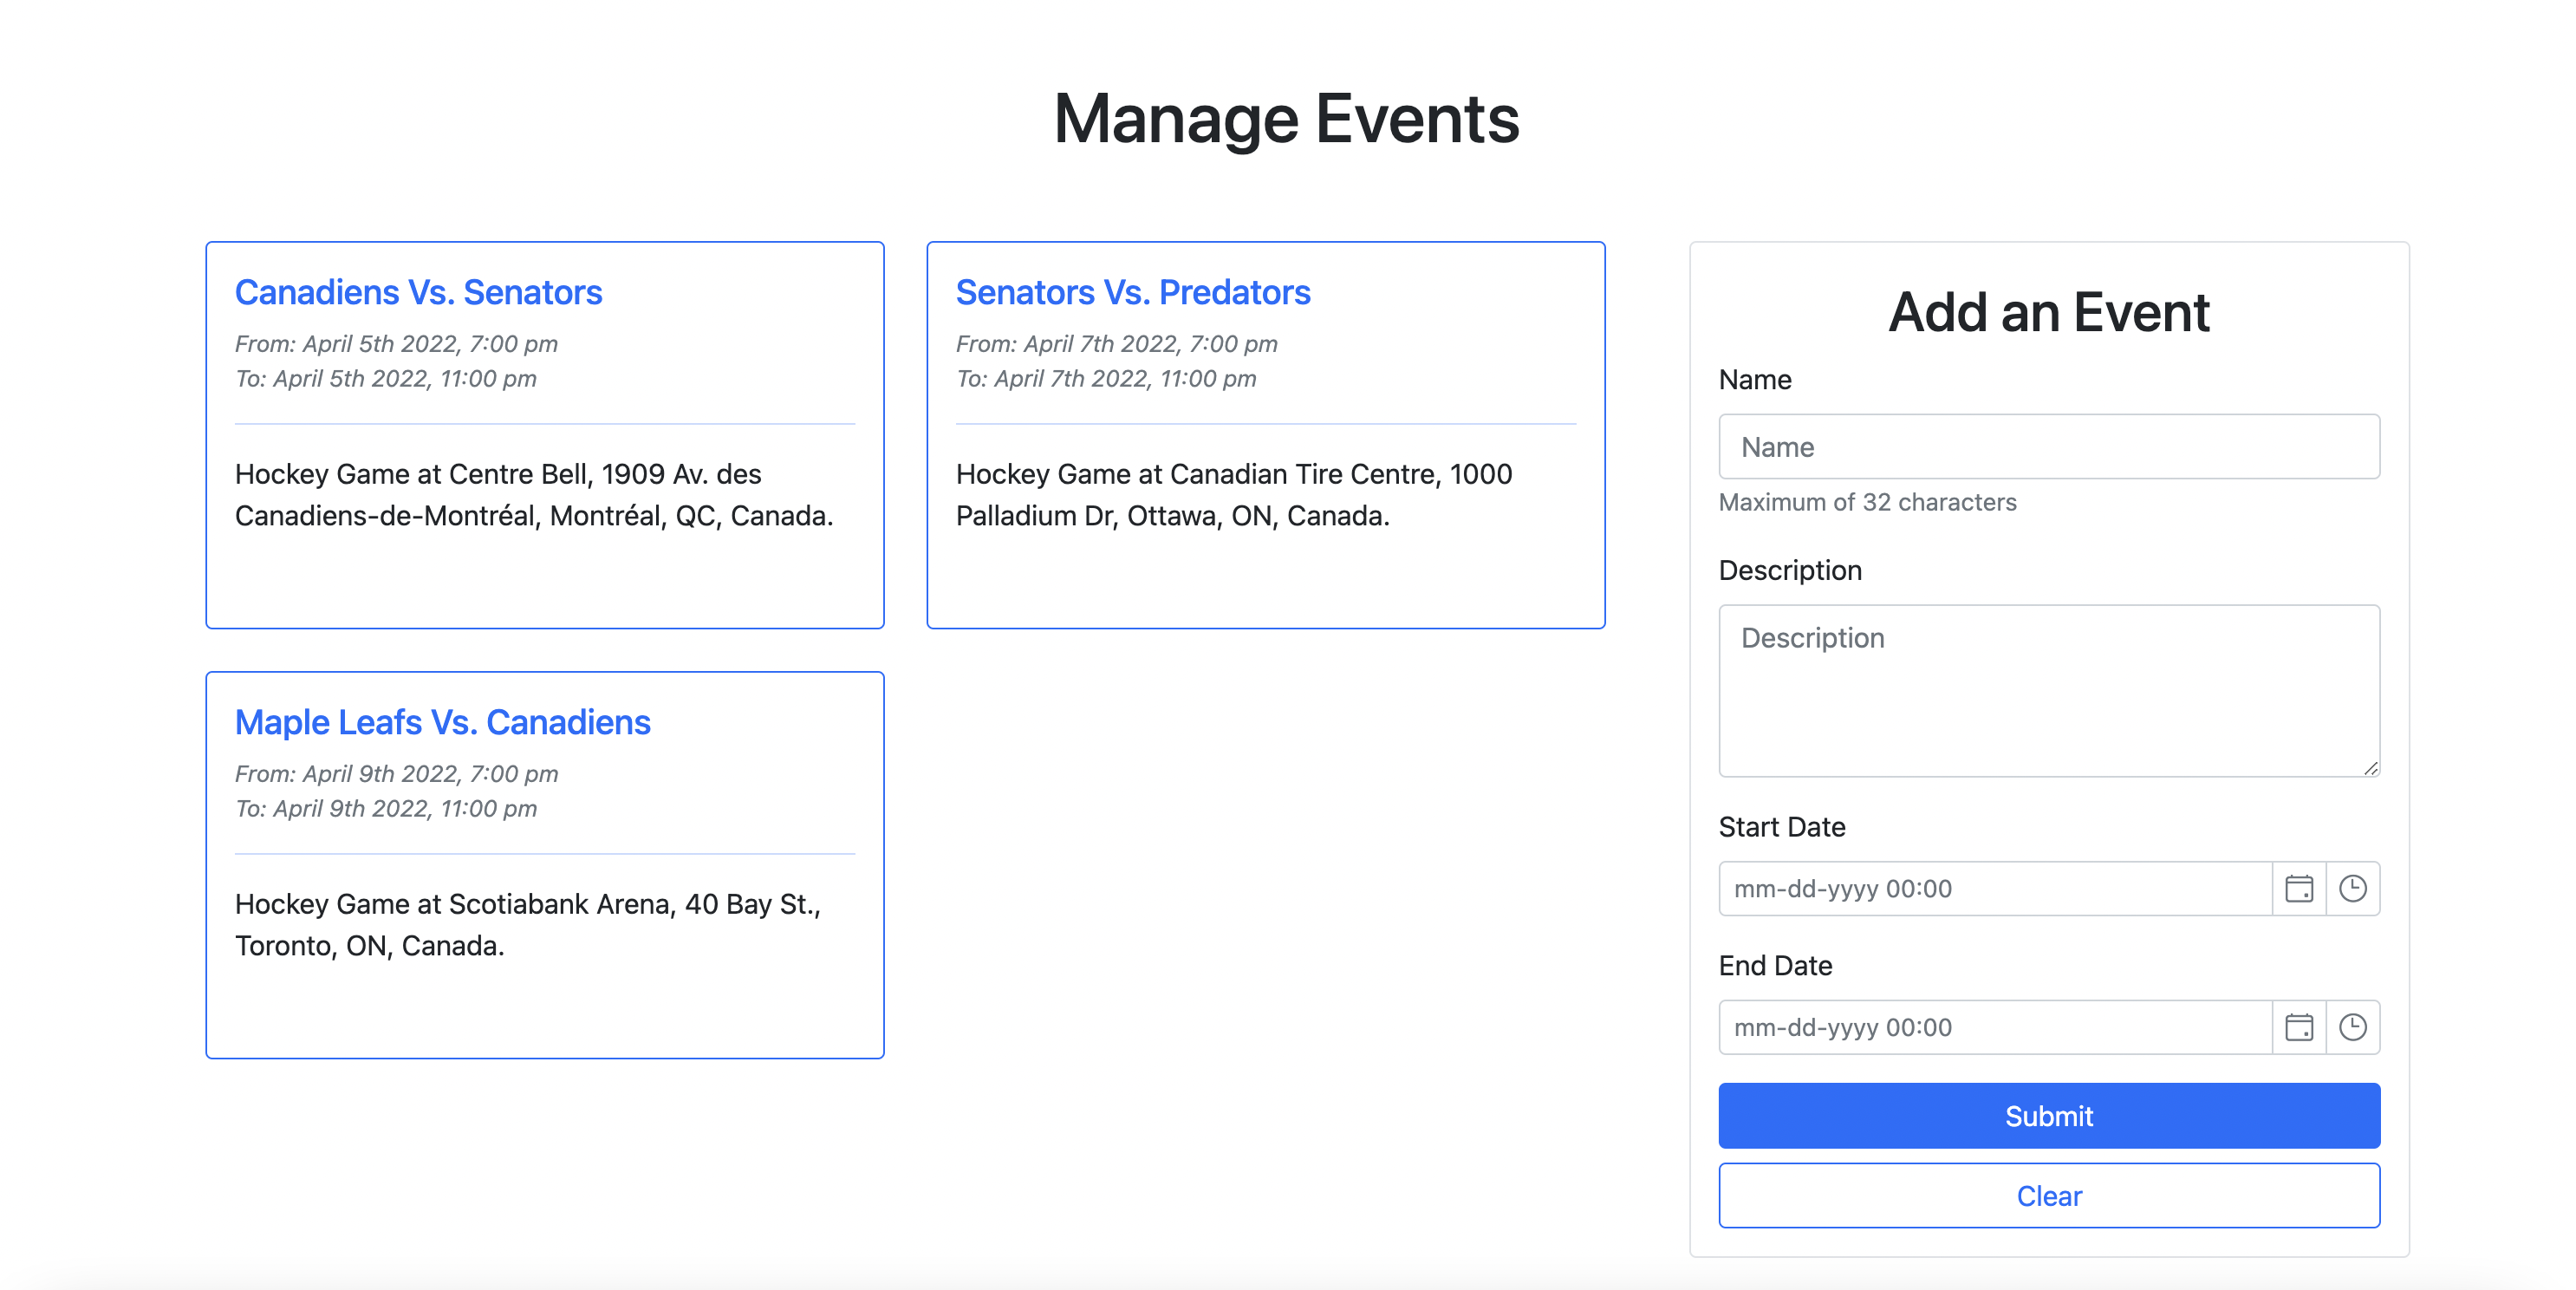 Manage Events
Canadiens Vs. Senators
From: April 5th 2022, 7:00 pm
To: April 5th 2022, 11:00 pm
Hockey Game at Centre Bell, 1909 Av. des
Canadiens-de-Montréal, Montréal, QC, Canada.
Senators Vs. Predators
From: April 7th 2022, 7:00 pm
To: April 7th 2022, 11:00 pm
Hockey Game at Canadian Tire Centre, 1000
Palladium Dr, Ottawa, ON, Canada.
Maple Leafs Vs. Canadiens
From: April 9th 2022, 7:00 pm
To: April 9th 2022, 11:00 pm
Hockey Game at Scotiabank Arena, 40 Bay St.,
Toronto, ON, Canada.
Add an Event
Name
Name
Maximum of 32 characters
Description
Description
Start Date
mm-dd-yyyy 00:00
End Date
mm-dd-yyyy 00:00
Submit
Clear